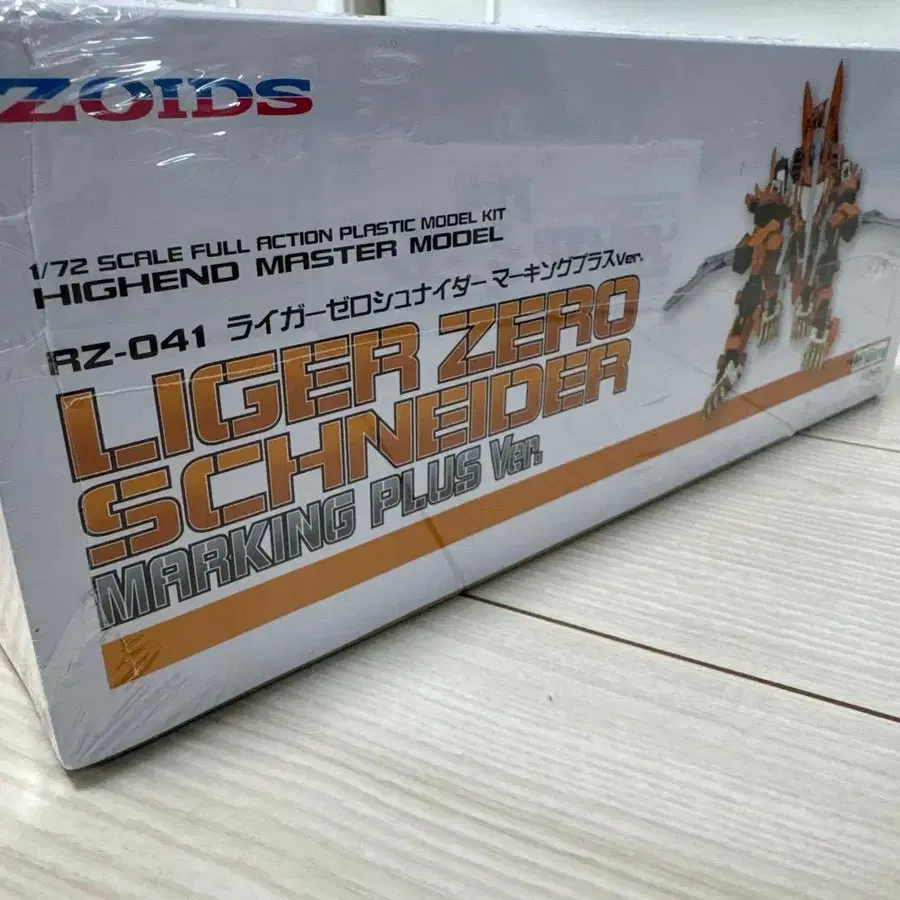 ZOIDS
1/72 SCALE FULL ACTION PLASTIC MODEL KIT
HIGHEND MASTER MODEL
RZ-041 ライガーゼロシュナイダー マーキングプラスVer.
LIGER ZERO
SCHNEIDER
MARKING PLUS Ver.